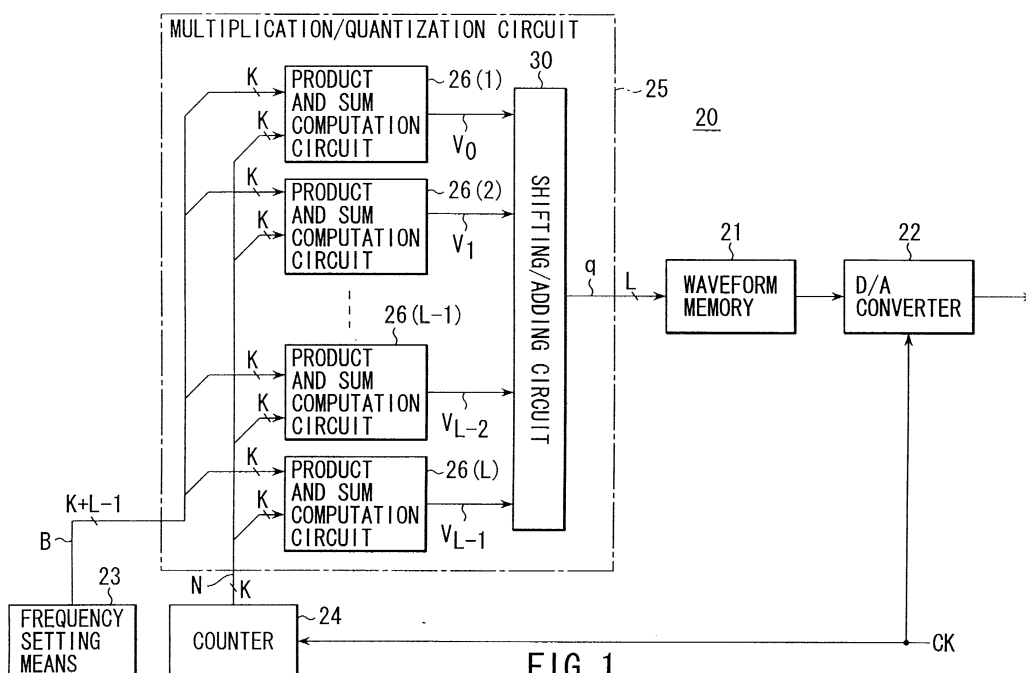 MULTIPLICATION/QUANTIZATION CIRCUIT
30
25
20
K
PRODUCT
AND SUM
COMPUTATION
CIRCUIT
26(1)
K
V0
K
PRODUCT
AND SUM
COMPUTATION
CIRCUIT
26(2)
K
V1
26(L-1)
K
PRODUCT
AND SUM
COMPUTATION
CIRCUIT
K
VL-2
K
PRODUCT
AND SUM
COMPUTATION
CIRCUIT
26(L)
K
VL-1
SHIFTING/ADDING CIRCUIT
q
L
21
WAVEFORM
MEMORY
22
D/A
CONVERTER
K+L-1
B
N
K
23
FREQUENCY
SETTING
MEANS
24
COUNTER
CK
FIG.1